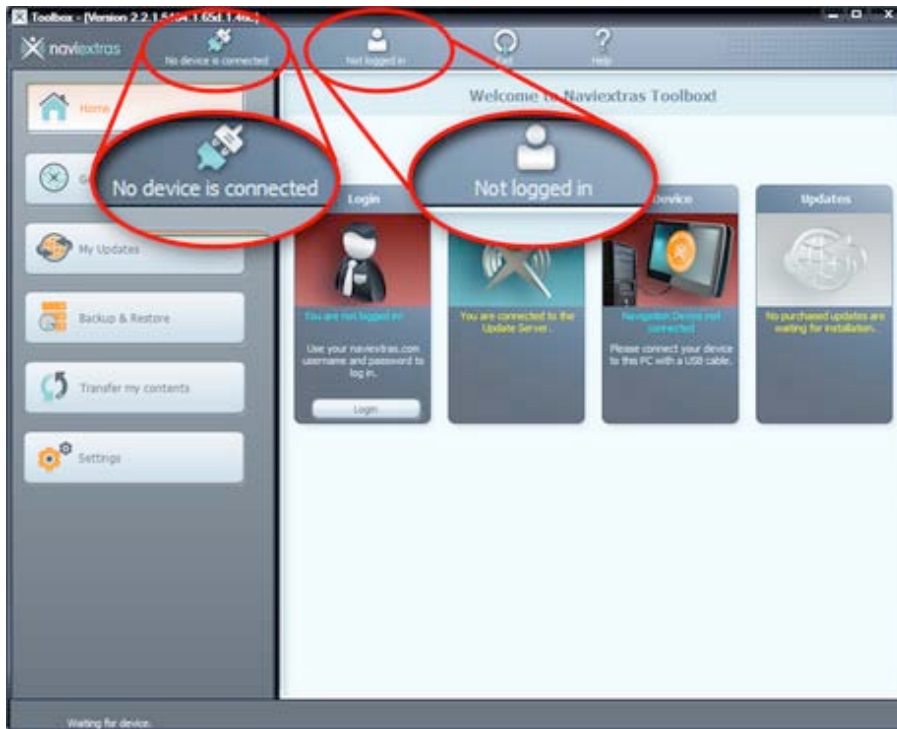 Toolbox - [Version 2.2.1
naviextras
No device is connected
Not logged in
Exit
Help
Home
Welcome to Naviextras Toolbox!
No device is connected
Not logged in
My Updates
Backup & Restore
Transfer my contents
Settings
Login
You are not logged in!
Use your naviextras.com
username and password to
log in.
Login
You are connected to the
Update Server.
Device
Navigation Device not
connected
Please connect your device
to this PC with a USB cable.
Updates
No purchased updates are
waiting for installation.
Waiting for device.